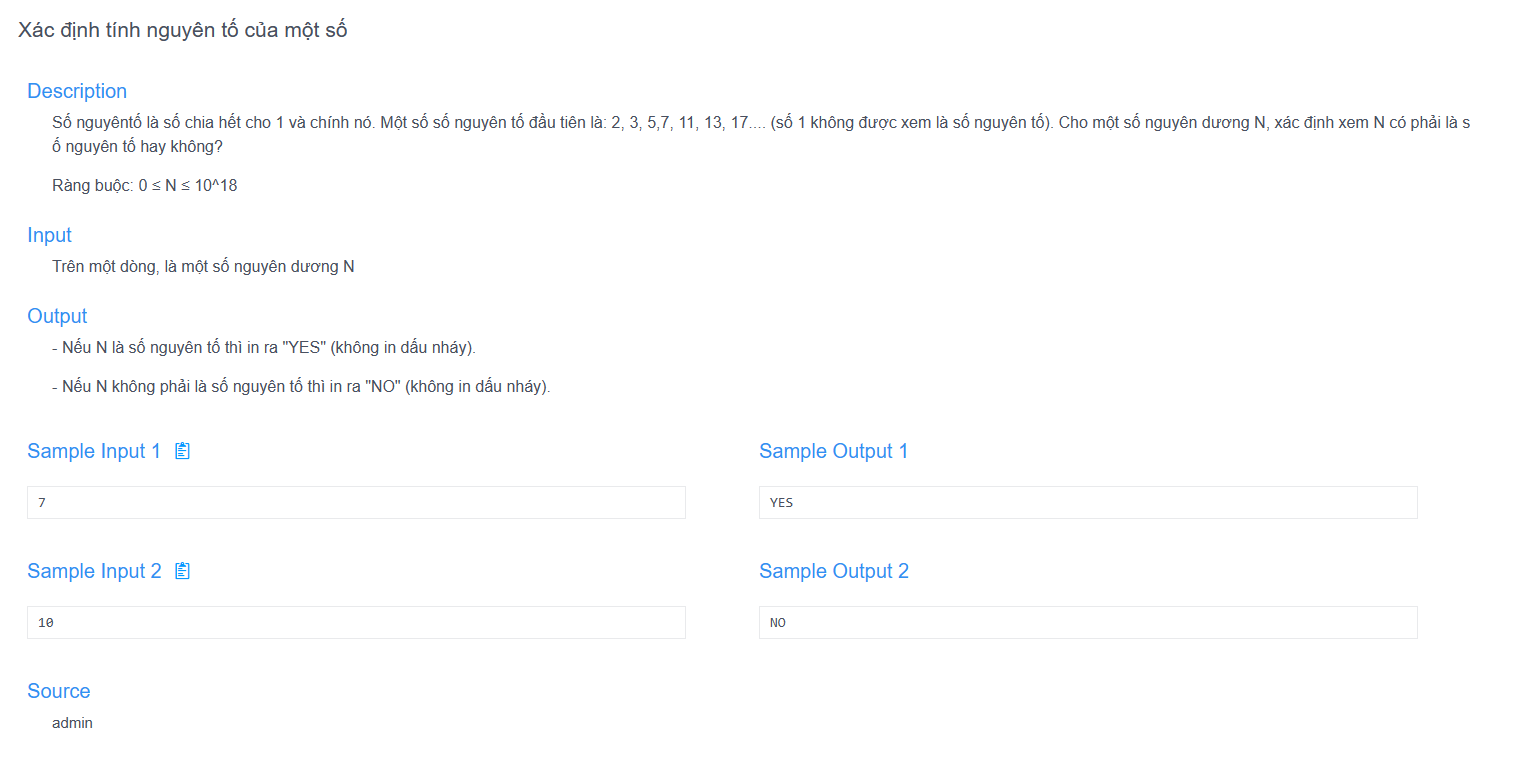 Xác định tính nguyên tố của một số
Description
Số nguyêntố là số chia hết cho 1 và chính nó. Một số số nguyên tố đầu tiên là: 2, 3, 5,7, 11, 13, 17.... (số 1 không được xem là số nguyên tố). Cho một số nguyên dương N, xác định xem N có phải là s
ố nguyên tố hay không?
Ràng buộc: 0 ≤ N ≤ 10^18
Input
Trên một dòng, là một số nguyên dương N
Output
- Nếu N là số nguyên tố thì in ra "YES" (không in dấu nháy).
- Nếu N không phải là số nguyên tố thì in ra "NO" (không in dấu nháy).
Sample Input 1
Sample Output 1
7
YES
Sample Input 2
Sample Output 2
10
NO
Source
admin